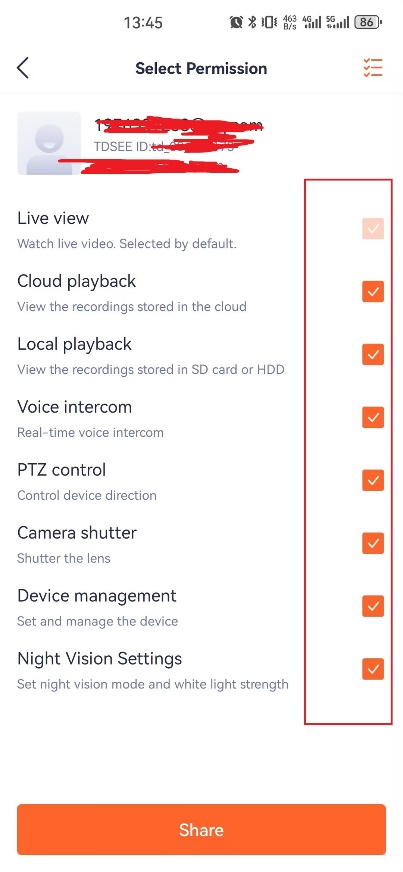 13:45
463
B/s
4G
5G
86
Select Permission
TDSEE ID:td_
Live view
Watch live video. Selected by default.
Cloud playback
View the recordings stored in the cloud
Local playback
View the recordings stored in SD card or HDD
Voice intercom
Real-time voice intercom
PTZ control
Control device direction
Camera shutter
Shutter the lens
Device management
Set and manage the device
Night Vision Settings
Set night vision mode and white light strength
Share